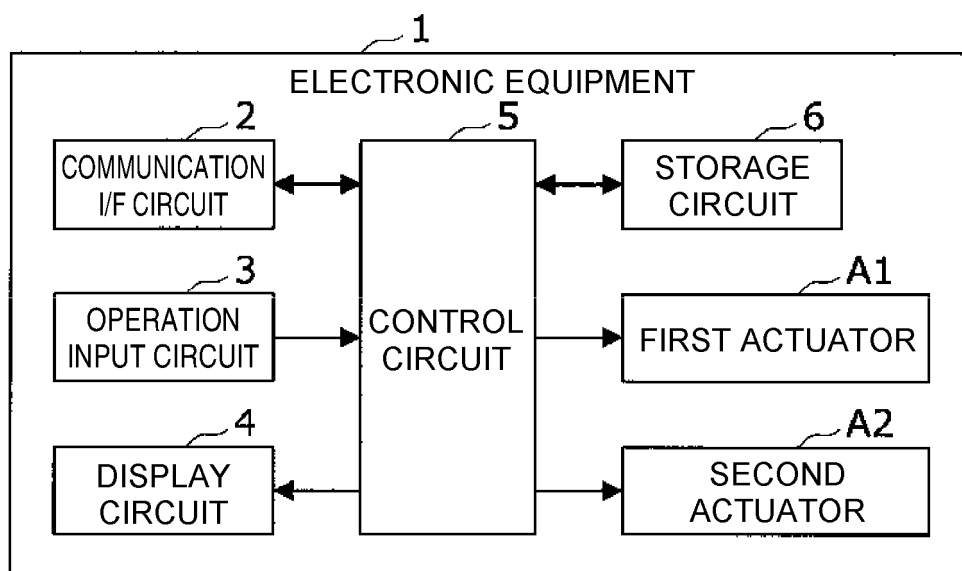 1
ELECTRONIC EQUIPMENT
2
COMMUNICATION
I/F CIRCUIT
3
OPERATION
INPUT CIRCUIT
4
DISPLAY
CIRCUIT
5
CONTROL
CIRCUIT
6
STORAGE
CIRCUIT
A1
FIRST ACTUATOR
A2
SECOND
ACTUATOR